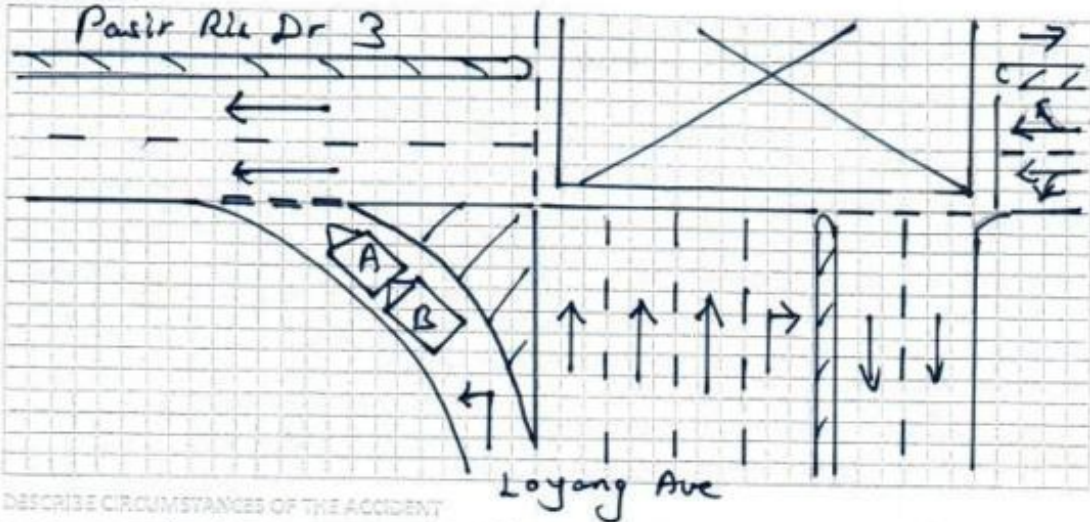 Pasir Ris Dr 3
A
B
Loyang Ave
DESCRIBE CIRCUMSTANCES OF THE ACCIDENT